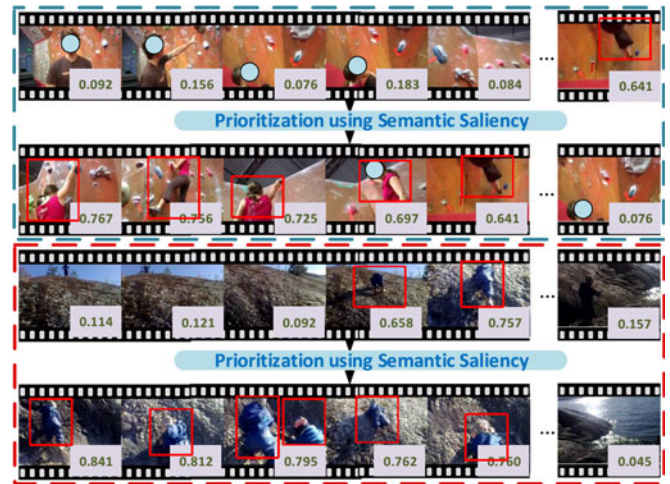 0.092 0.156 0.076 0.183 0.084 ... 0.641
Prioritization using Semantic Saliency
0.767 0.756 0.725 0.697 0.641 ... 0.076
0.114 0.121 0.092 0.658 0.757 ... 0.157
Prioritization using Semantic Saliency
0.841 0.812 0.795 0.762 0.760 ... 0.045